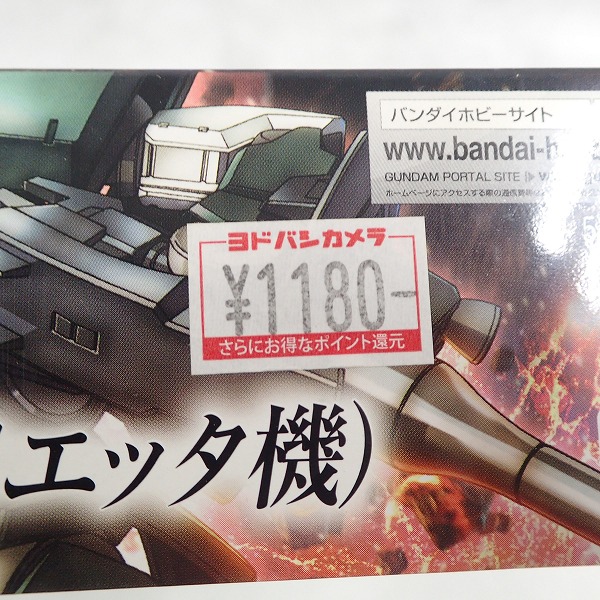 バンダイホビーサイト
www.bandai-h
GUNDAM PORTAL SITE ▷ W
ホームページにアクセスする際の通信費
ヨドバシカメラ
¥1180-
さらにお得なポイント還元
エッタ機)